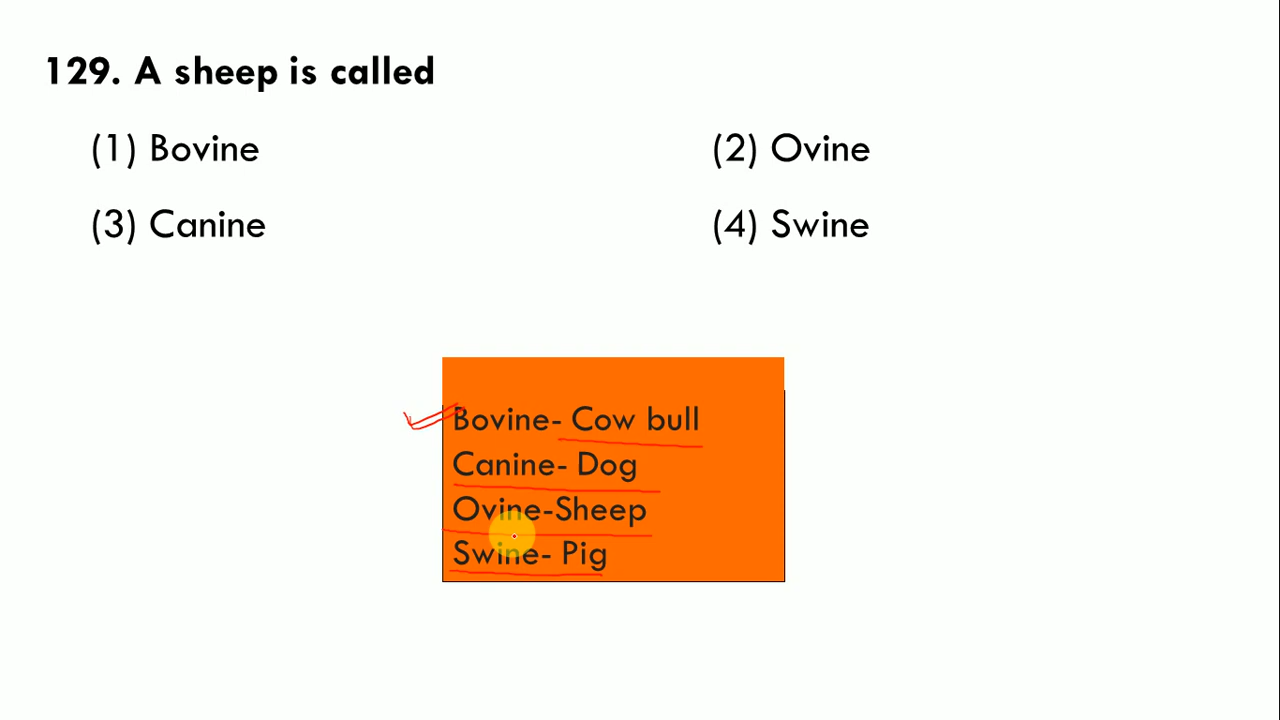 129. A sheep is called
(1) Bovine (2) Ovine
(3) Canine (4) Swine
Bovine- Cow bull
Canine- Dog
Ovine-Sheep
Swine- Pig